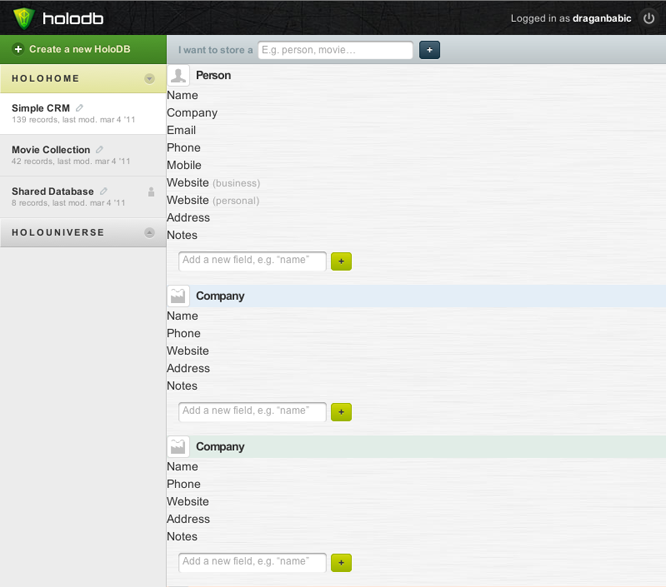 holodb
Logged in as draganbabic
Create a new HoloDB
I want to store a E.g. person, movie... +
HOLOHOME
Simple CRM
139 records, last mod. mar 4 '11
Movie Collection
42 records, last mod. mar 4 '11
Shared Database
8 records, last mod. mar 4 '11
HOLOUNIVERSE
Person
Name
Company
Email
Phone
Mobile
Website (business)
Website (personal)
Address
Notes
Add a new field, e.g. “name” +
Company
Name
Phone
Website
Address
Notes
Add a new field, e.g. “name” +
Company
Name
Phone
Website
Address
Notes
Add a new field, e.g. “name” +